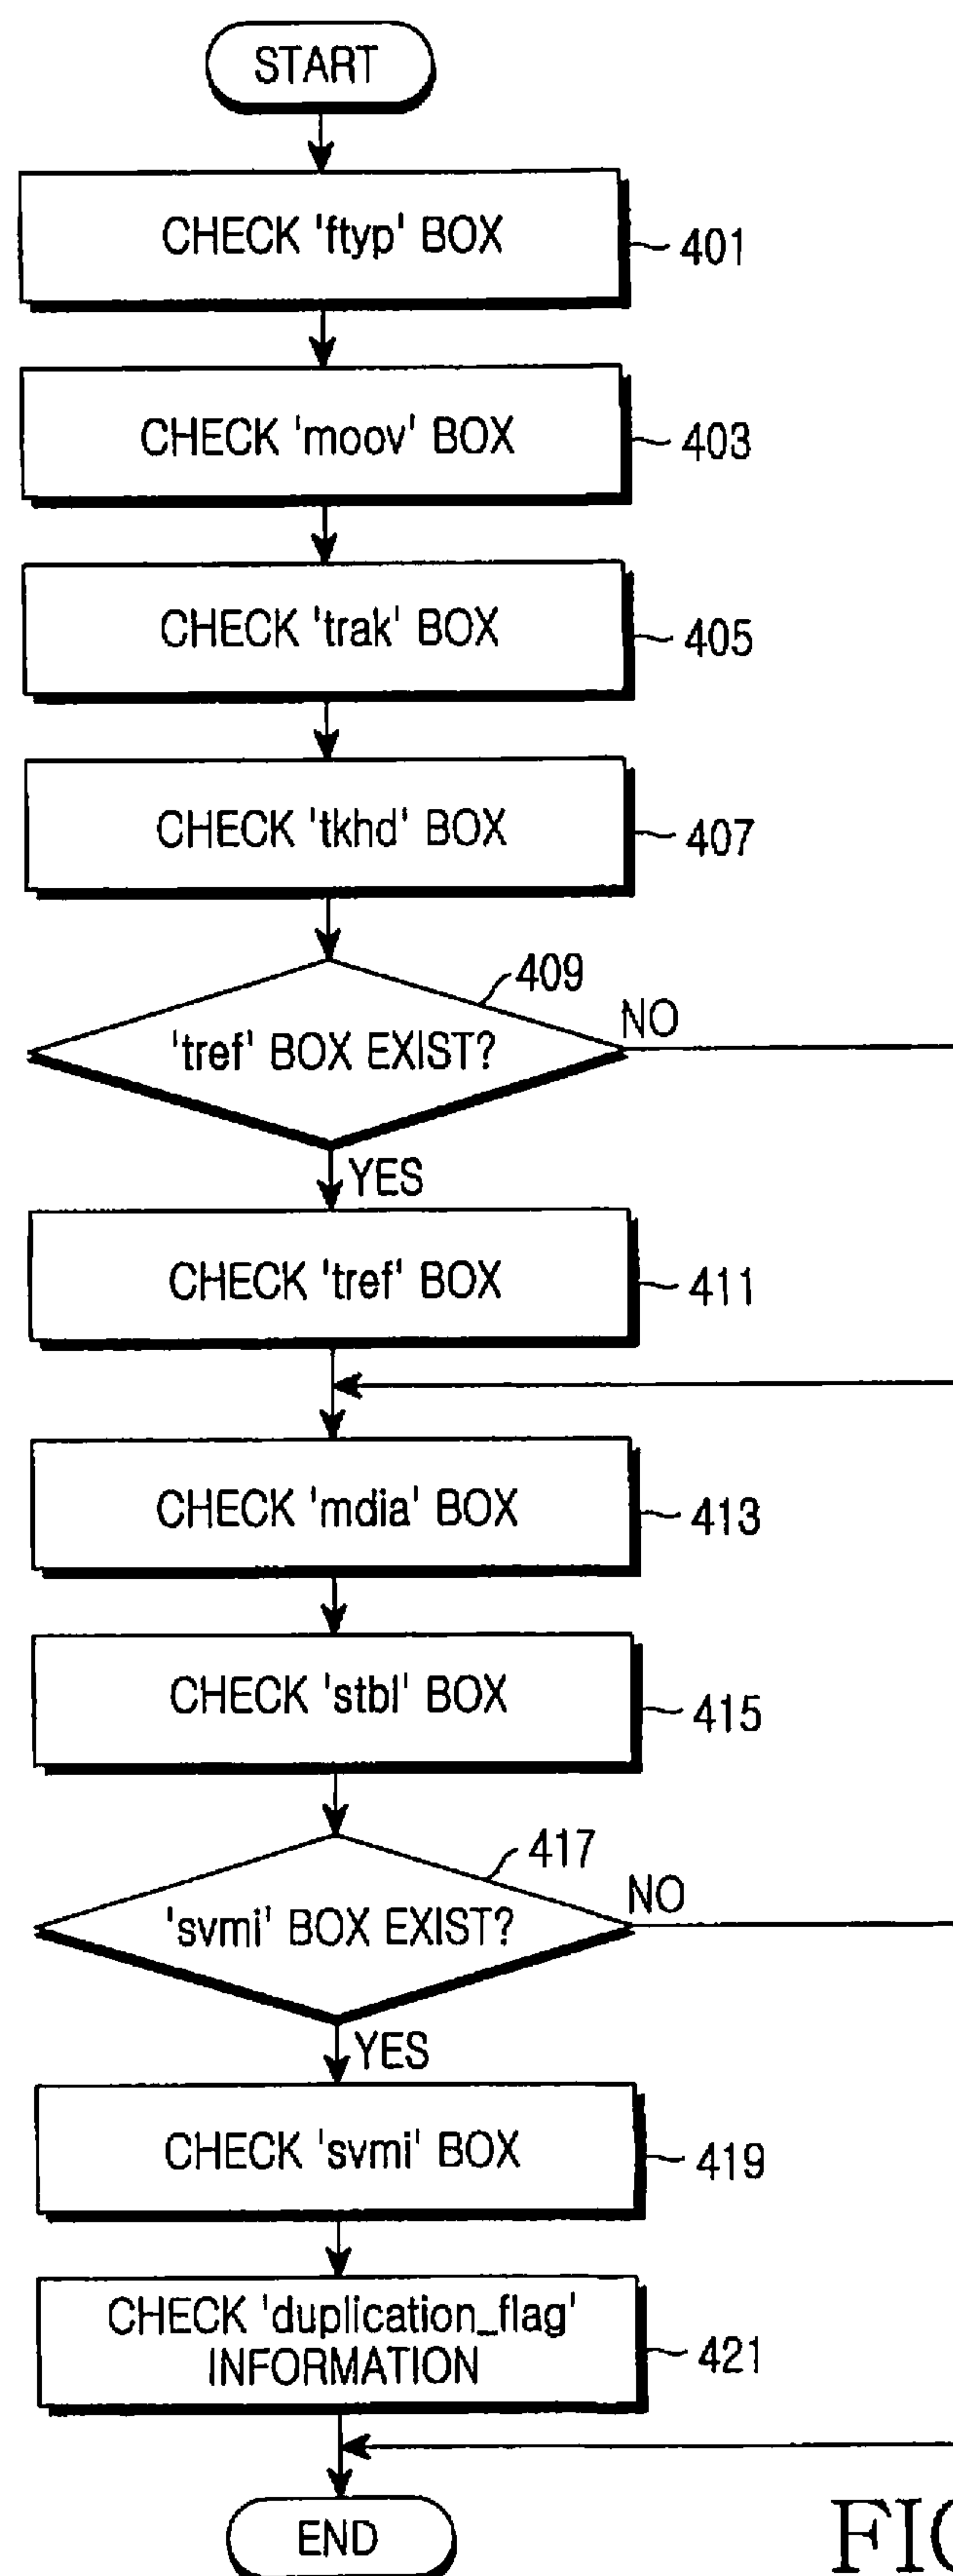 START
CHECK 'ftyp' BOX
401
CHECK 'moov' BOX
403
CHECK 'trak' BOX
405
CHECK 'tkhd' BOX
407
409
'tref' BOX EXIST?
NO
YES
CHECK 'tref' BOX
411
CHECK 'mdia' BOX
413
CHECK 'stbl' BOX
415
417
'svmi' BOX EXIST?
NO
YES
CHECK 'svmi' BOX
419
CHECK 'duplication_flag'
INFORMATION
421
END